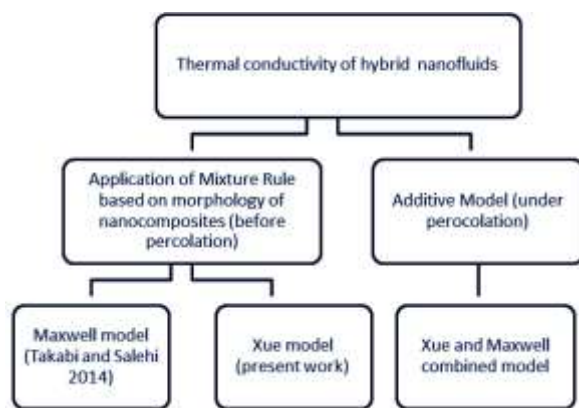 Thermal conductivity of hybrid nanofluids
Application of Mixture Rule
based on morphology of
nanocomposites (before
percolation)
Additive Model (under
perocolation)
Maxwell model
(Takabi and Salehi
2014)
Xue model
(present work)
Xue and Maxwell
combined model